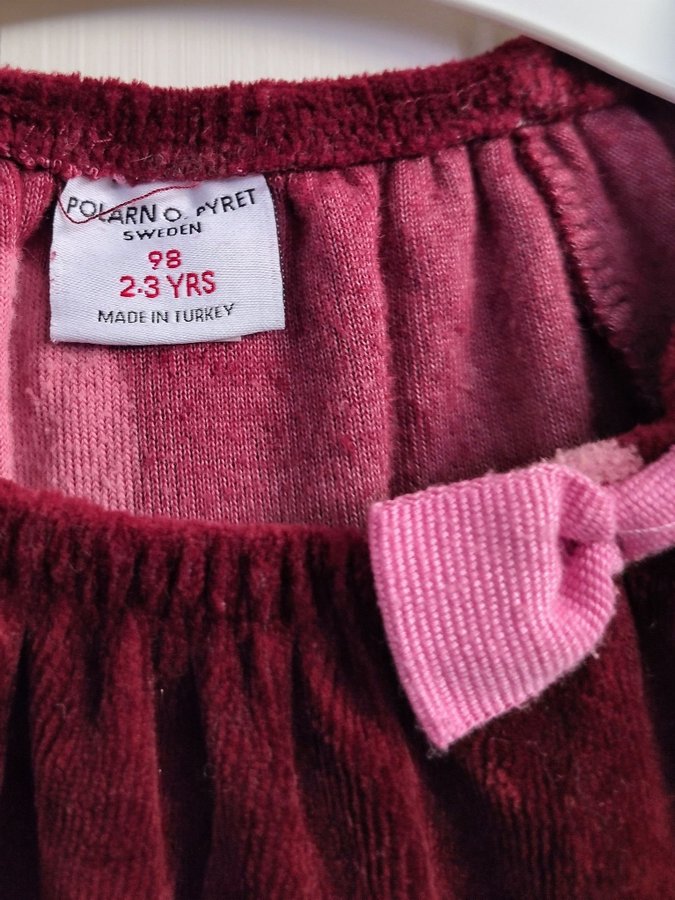 POLARN O. PYRET
SWEDEN
98
2-3 YRS
MADE IN TURKEY